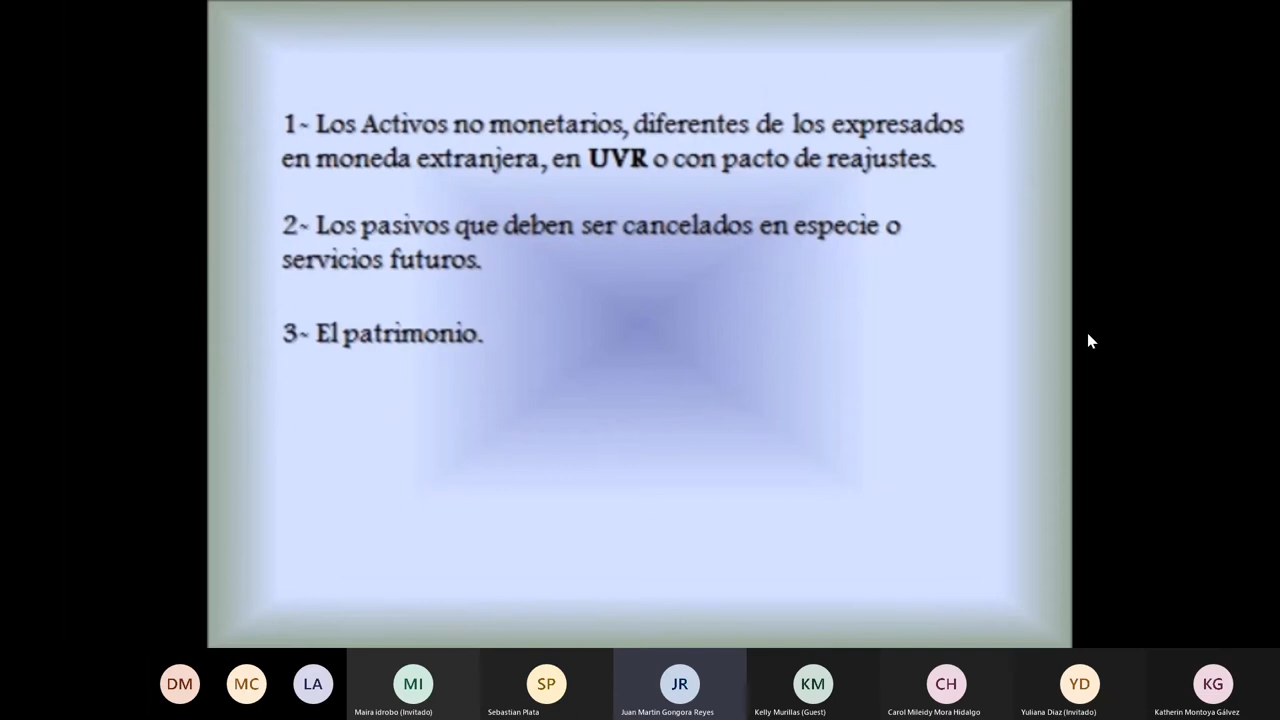 1~ Los Activos no monetarios, diferentes de los expresados
en moneda extranjera, en UVR o con pacto de reajustes.
2~ Los pasivos que deben ser cancelados en especie o
servicios futuros.
3~ El patrimonio.
DM MC LA MI SP JR KM CH YD KG
Maira idrobo (Invitado) Sebastian Plata Juan Martin Gongora Reyes Kelly Murillas (Guest) Carol Mileidy Mora Hidalgo Yuliana Diaz (Invitado) Katherin Montoya Gálvez